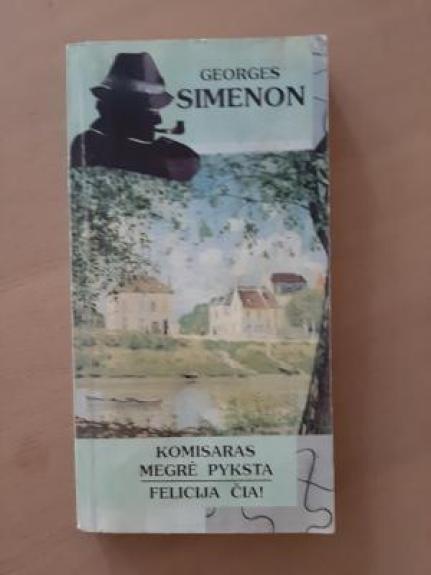 GEORGES
SIMENON
KOMISARAS
MEGRĖ PYKSTA
FELICIJA ČIA!